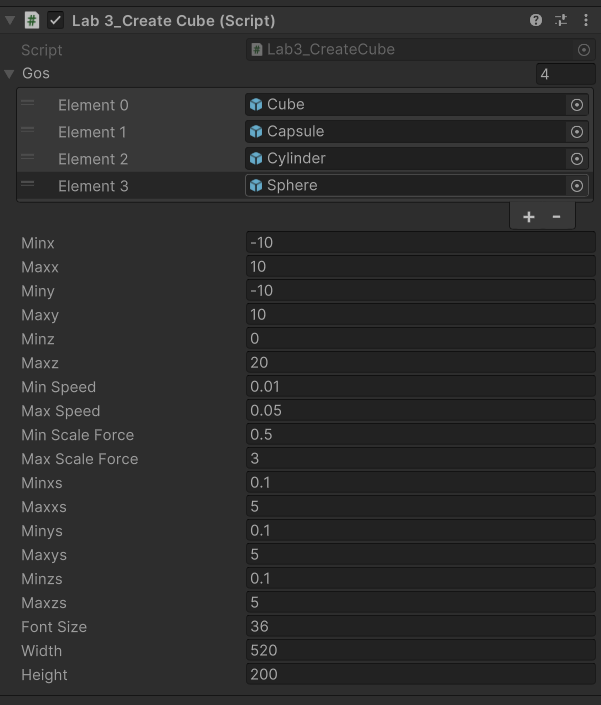 # Lab 3_Create Cube (Script)
Script # Lab3_CreateCube
Gos 4
Element 0 Cube
Element 1 Capsule
Element 2 Cylinder
Element 3 Sphere
+ -
Minx -10
Maxx 10
Miny -10
Maxy 10
Minz 0
Maxz 20
Min Speed 0.01
Max Speed 0.05
Min Scale Force 0.5
Max Scale Force 3
Minxs 0.1
Maxxs 5
Minys 0.1
Maxys 5
Minzs 0.1
Maxzs 5
Font Size 36
Width 520
Height 200